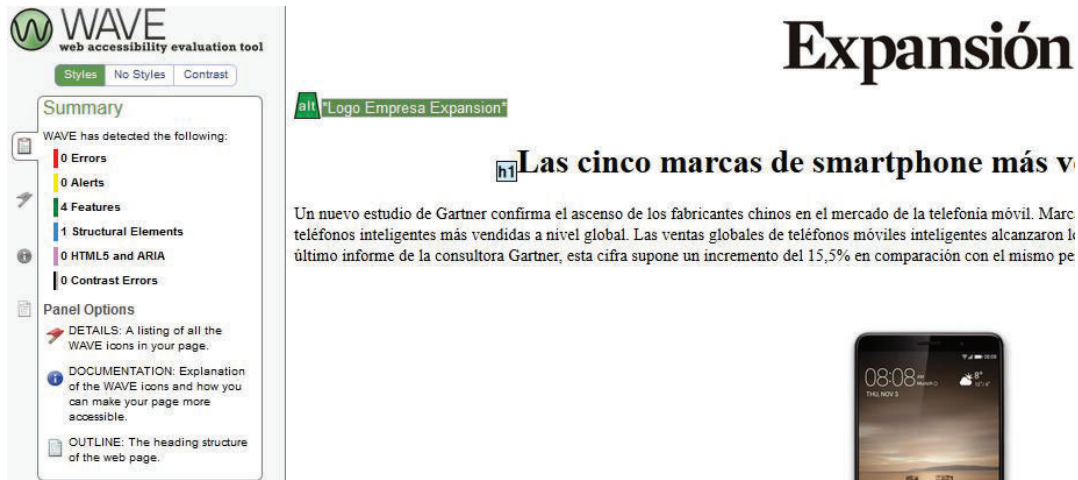 WAVE
web accessibility evaluation tool
Styles No Styles Contrast
Summary
WAVE has detected the following:
0 Errors
0 Alerts
4 Features
1 Structural Elements
0 HTML5 and ARIA
0 Contrast Errors
Panel Options
DETAILS: A listing of all the
WAVE icons in your page.
DOCUMENTATION: Explanation
of the WAVE icons and how you
can make your page more
accessible.
OUTLINE: The heading structure
of the web page.
Expansión
alt *Logo Empresa Expansion*
h1 Las cinco marcas de smartphone más v
Un nuevo estudio de Gartner confirma el ascenso de los fabricantes chinos en el mercado de la telefonía móvil. Marc
teléfonos inteligentes más vendidas a nivel global. Las ventas globales de teléfonos móviles inteligentes alcanzaron l
último informe de la consultora Gartner, esta cifra supone un incremento del 15,5% en comparación con el mismo pe
08:08
THU, NOV 3
8°